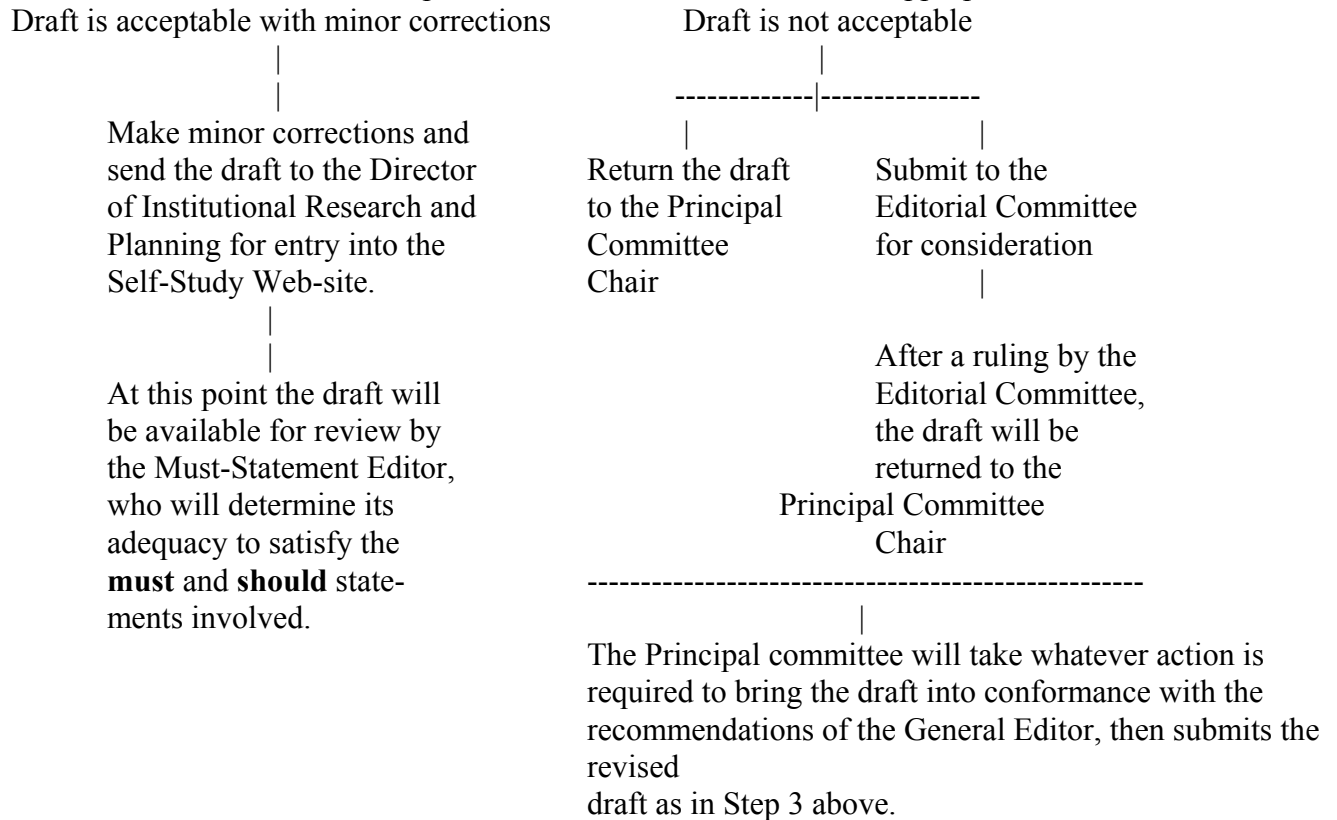 Draft is acceptable with minor corrections
Make minor corrections and
send the draft to the Director
of Institutional Research and
Planning for entry into the
Self-Study Web-site.
At this point the draft will
be available for review by
the Must-Statement Editor,
who will determine its
adequacy to satisfy the
must and should state-
ments involved.
Draft is not acceptable
Return the draft
to the Principal
Committee
Chair
Submit to the
Editorial Committee
for consideration
After a ruling by the
Editorial Committee,
the draft will be
returned to the
Principal Committee
Chair
The Principal committee will take whatever action is
required to bring the draft into conformance with the
recommendations of the General Editor, then submits the
revised
draft as in Step 3 above.